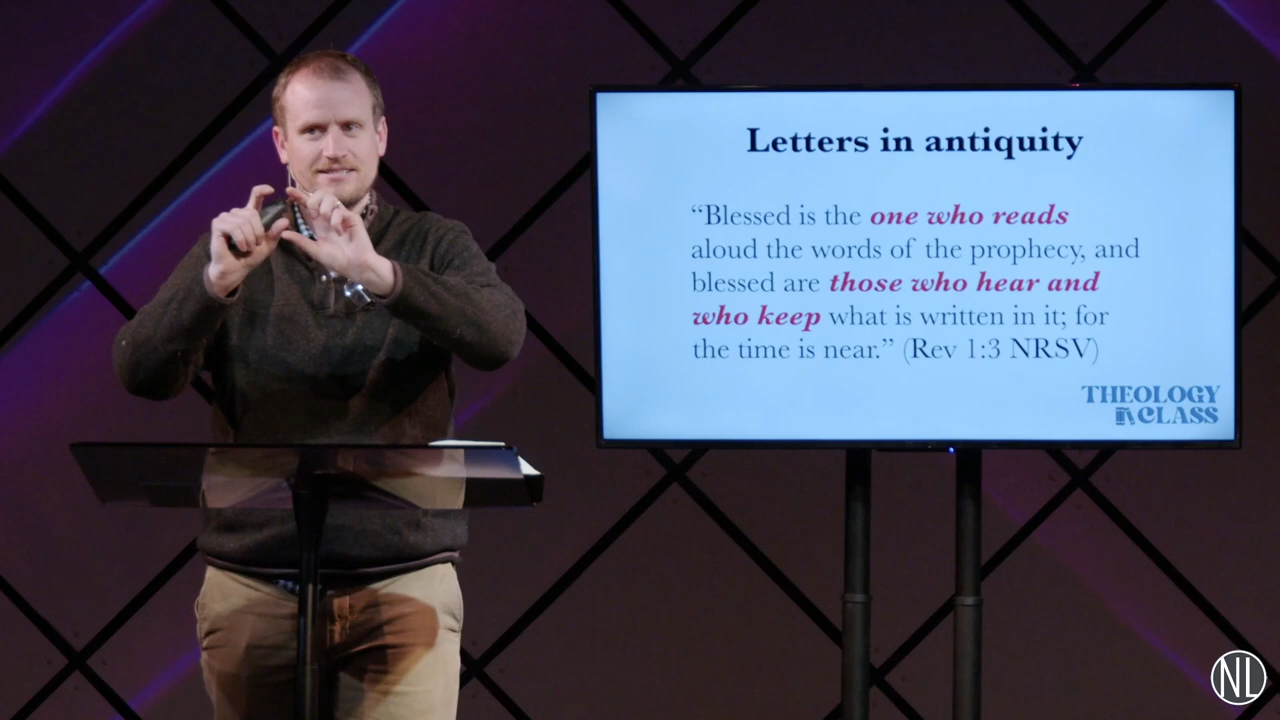 Letters in antiquity
“Blessed is the one who reads
aloud the words of the prophecy, and
blessed are those who hear and
who keep what is written in it; for
the time is near.” (Rev 1:3 NRSV)
THEOLOGY
CLASS
NL